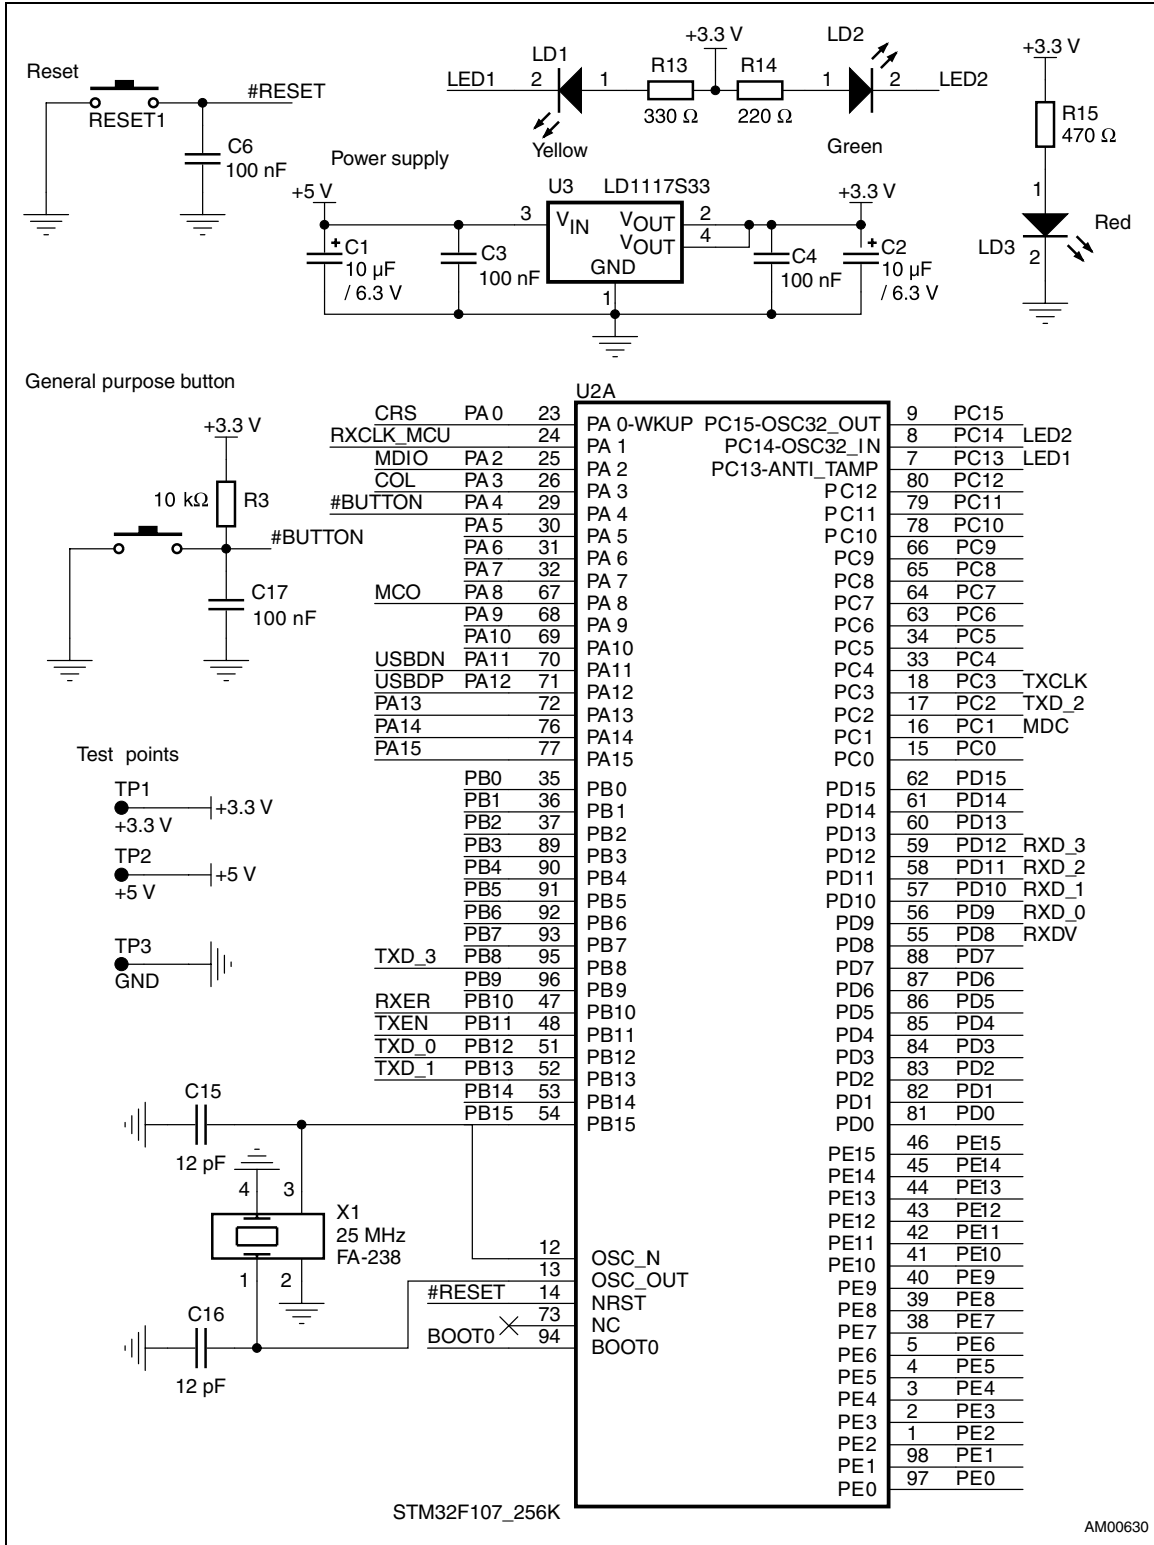 Reset
#RESET
RESET1
C6
100 nF
+3.3 V
LD1
LED1
2
1
R13
330 Ω
R14
220 Ω
LD2
1
2
LED2
Yellow
Green
+3.3 V
R15
470 Ω
1
Red
LD3
2
Power supply
+5 V
U3
LD1117S33
+3.3 V
3
VIN
VOUT
2
VOUT
4
GND
1
C1
10 µF
/ 6.3 V
C3
100 nF
C4
100 nF
C2
10 µF
/ 6.3 V
+
+
General purpose button
+3.3 V
10 kΩ
R3
#BUTTON
C17
100 nF
Test points
TP1
+3.3 V
+3.3 V
TP2
+5 V
+5 V
TP3
GND
C15
12 pF
4
3
X1
25 MHz
FA-238
1
2
C16
12 pF
U2A
CRS PA0 23 PA 0-WKUP
RXCLK_MCU 24 PA 1
MDIO PA2 25 PA 2
COL PA3 26 PA 3
#BUTTON PA4 29 PA 4
PA5 30 PA 5
PA6 31 PA 6
PA7 32 PA 7
MCO PA8 67 PA 8
PA9 68 PA 9
PA10 69 PA10
USBDN PA11 70 PA11
USBDP PA12 71 PA12
PA13 72 PA13
PA14 76 PA14
PA15 77 PA15
PB0 35 PB0
PB1 36 PB1
PB2 37 PB2
PB3 89 PB3
PB4 90 PB4
PB5 91 PB5
PB6 92 PB6
PB7 93 PB7
TXD_3 PB8 95 PB8
PB9 96 PB9
RXER PB10 47 PB10
TXEN PB11 48 PB11
TXD_0 PB12 51 PB12
TXD_1 PB13 52 PB13
PB14 53 PB14
PB15 54 PB15
12 OSC_N
13 OSC_OUT
#RESET 14 NRST
73 NC
BOOT0 94 BOOT0
PC15-OSC32_OUT 9 PC15
PC14-OSC32_IN 8 PC14 LED2
PC13-ANTI_TAMP 7 PC13 LED1
PC12 80 PC12
PC11 79 PC11
PC10 78 PC10
PC9 66 PC9
PC8 65 PC8
PC7 64 PC7
PC6 63 PC6
PC5 34 PC5
PC4 33 PC4
PC3 18 PC3 TXCLK
PC2 17 PC2 TXD_2
PC1 16 PC1 MDC
PC0 15 PC0
PD15 62 PD15
PD14 61 PD14
PD13 60 PD13
PD12 59 PD12 RXD_3
PD11 58 PD11 RXD_2
PD10 57 PD10 RXD_1
PD9 56 PD9 RXD_0
PD8 55 PD8 RXDV
PD7 88 PD7
PD6 87 PD6
PD5 86 PD5
PD4 85 PD4
PD3 84 PD3
PD2 83 PD2
PD1 82 PD1
PD0 81 PD0
PE15 46 PE15
PE14 45 PE14
PE13 44 PE13
PE12 43 PE12
PE11 42 PE11
PE10 41 PE10
PE9 40 PE9
PE8 39 PE8
PE7 38 PE7
PE6 5 PE6
PE5 4 PE5
PE4 3 PE4
PE3 2 PE3
PE2 1 PE2
PE1 98 PE1
PE0 97 PE0
STM32F107_256K
AM00630